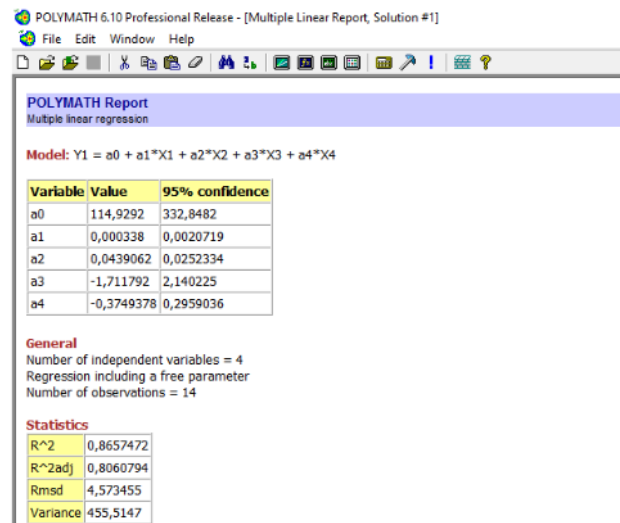 POLYMATH 6.10 Professional Release - [Multiple Linear Report, Solution #1]
File Edit Window Help
POLYMATH Report
Multiple linear regression
Model: Y1 = a0 + a1*X1 + a2*X2 + a3*X3 + a4*X4
Variable Value 95% confidence
a0 114,9292 332,8482
a1 0,000338 0,0020719
a2 0,0439062 0,0252334
a3 -1,711792 2,140225
a4 -0,3749378 0,2959036
General
Number of independent variables = 4
Regression including a free parameter
Number of observations = 14
Statistics
R^2 0,8657472
R^2adj 0,8060794
Rmsd 4,573455
Variance 455,5147